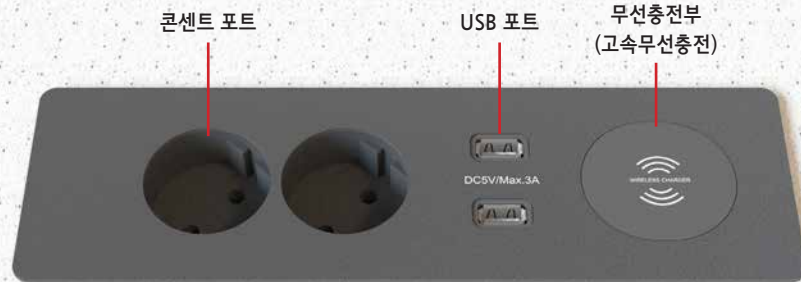 콘센트 포트
USB 포트
무선충전부
(고속무선충전)
DC5V/Max.3A
WIRELESS CHARGER